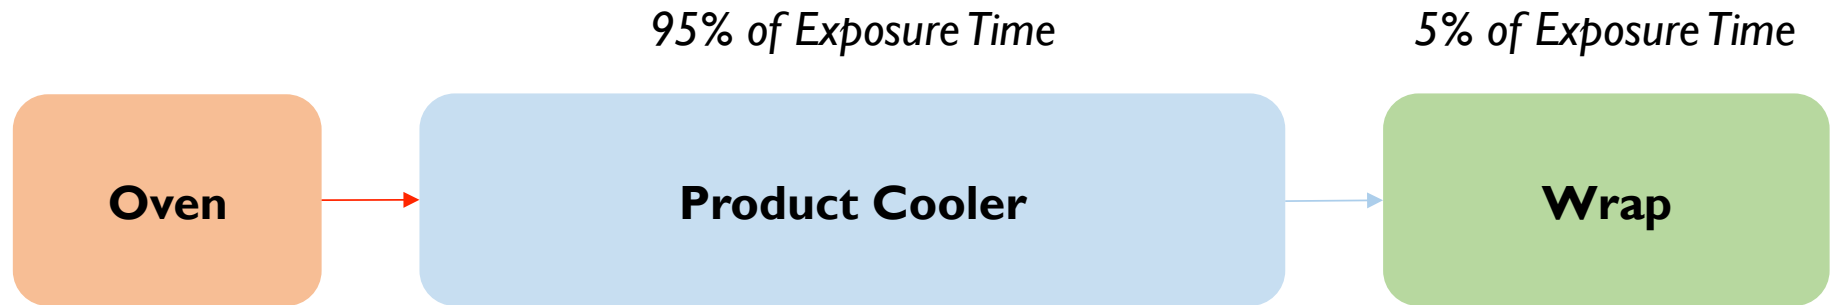 95% of Exposure Time
5% of Exposure Time
Oven
Product Cooler
Wrap